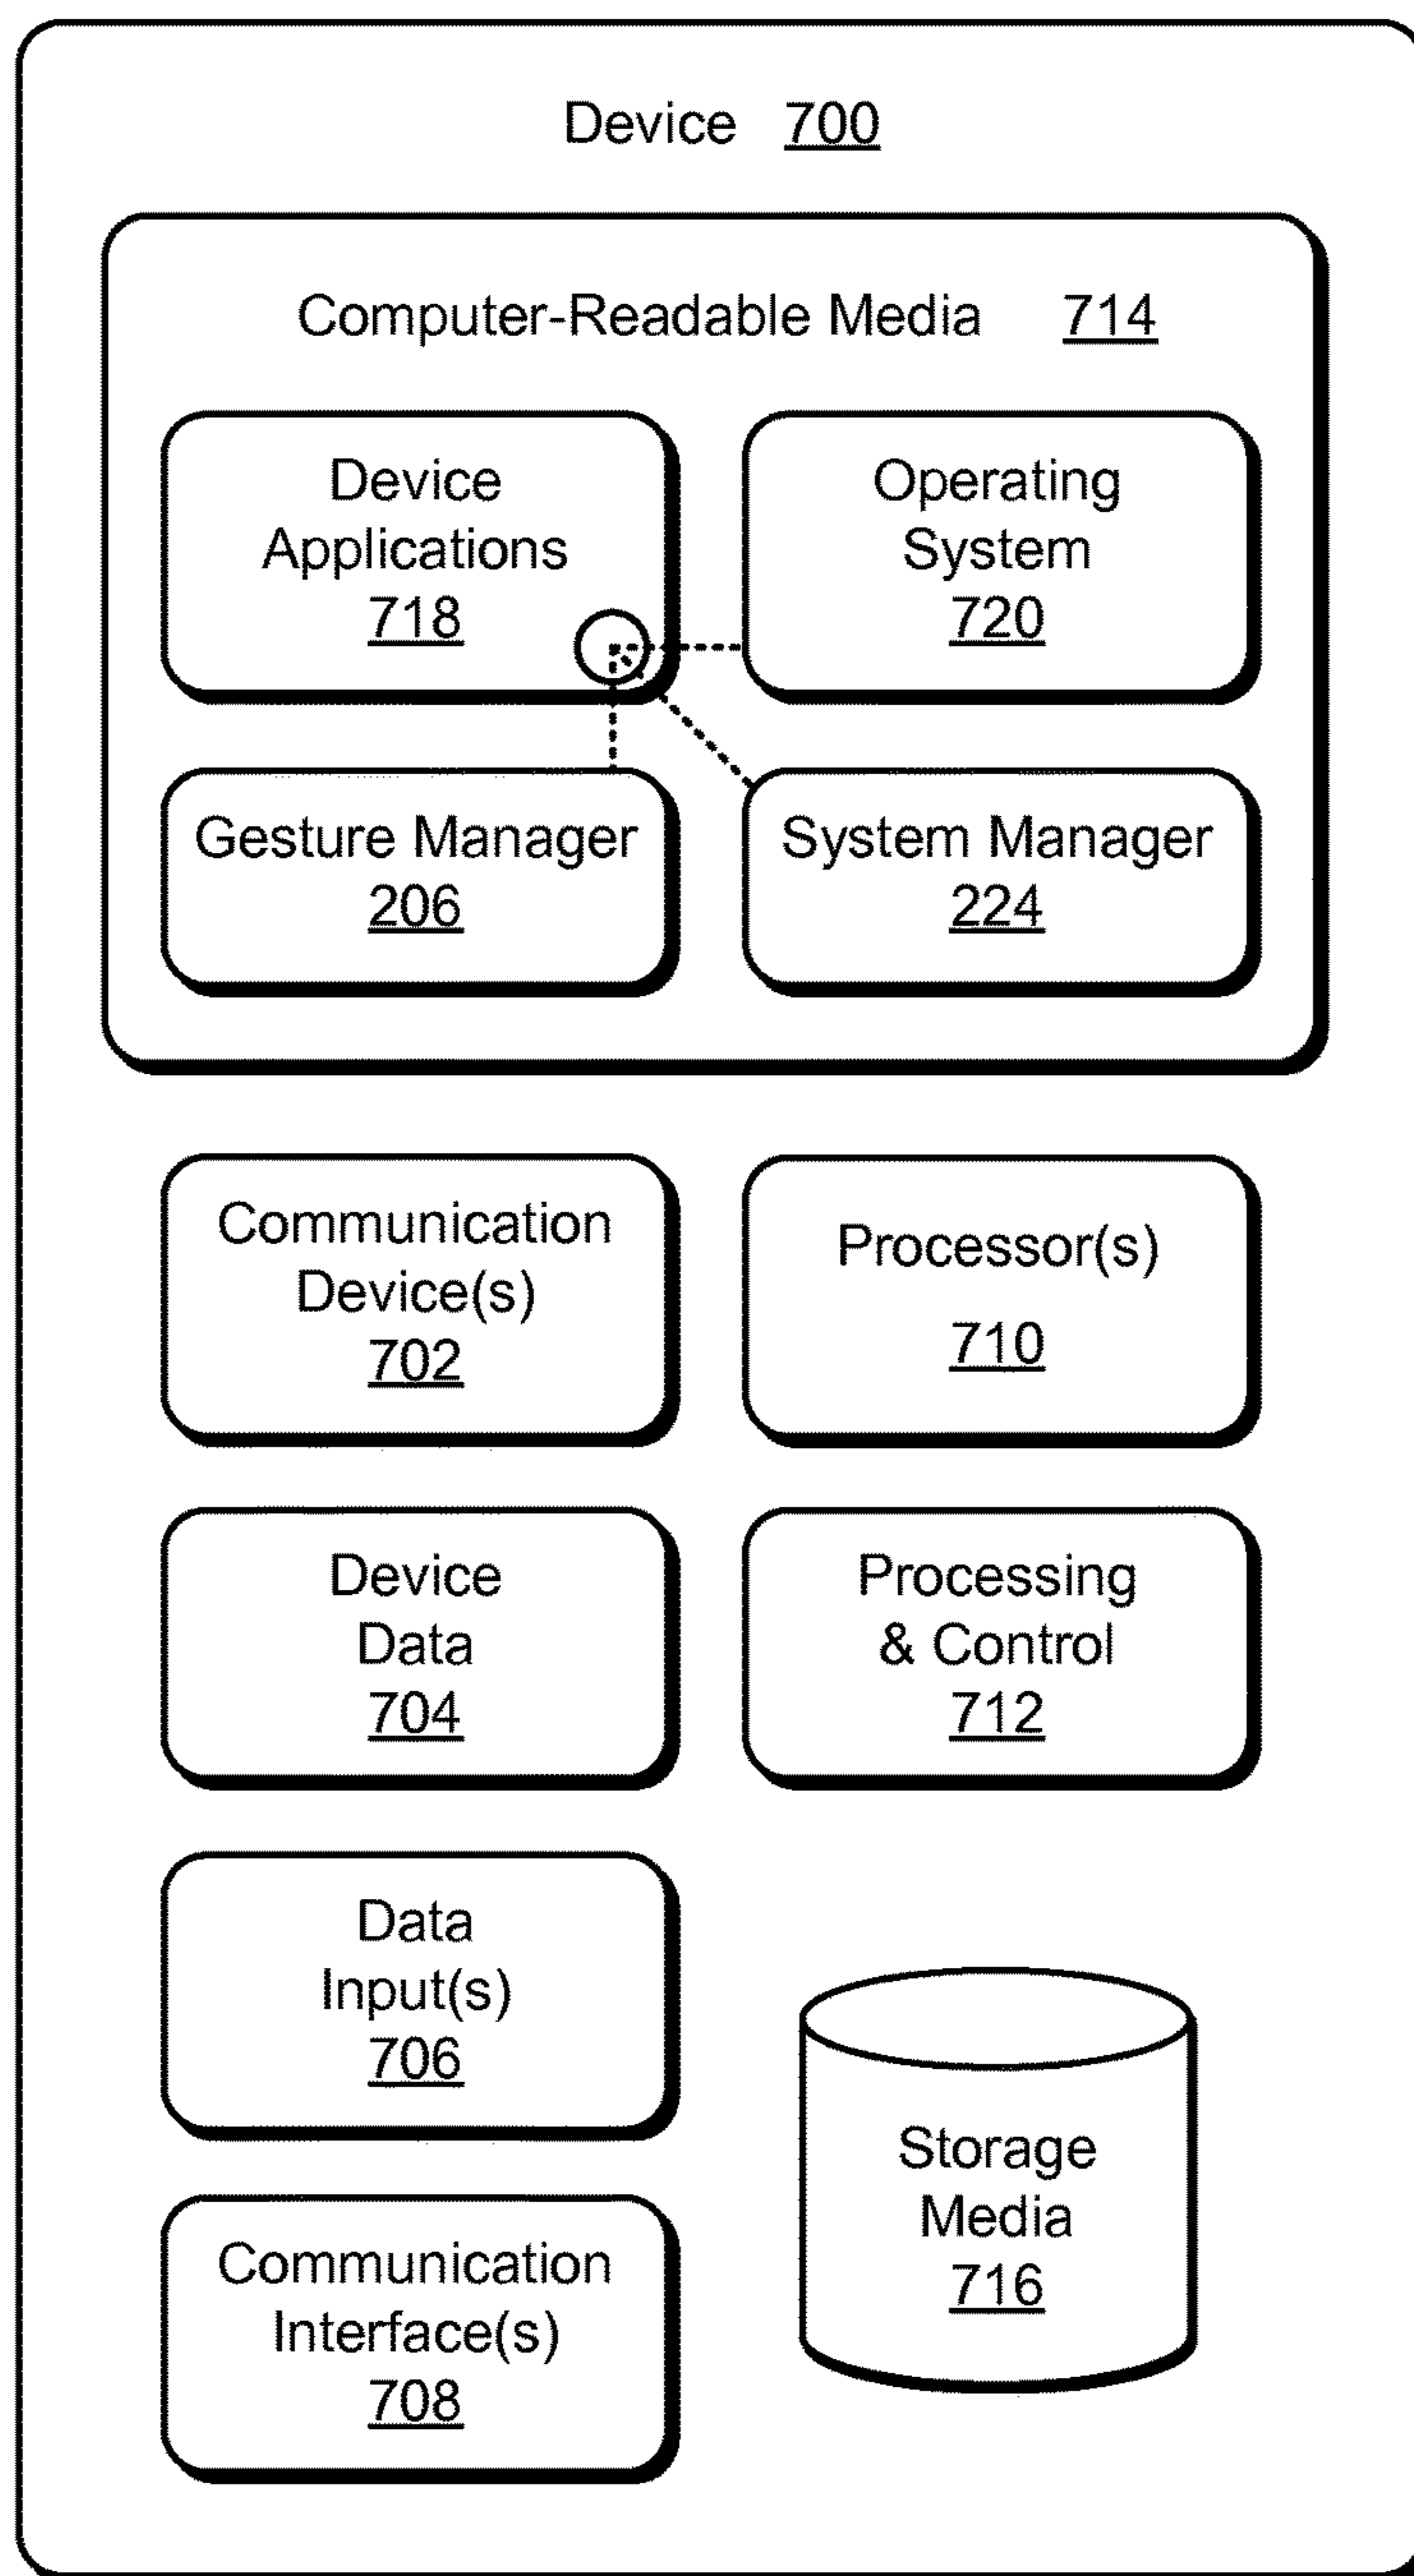 Device 700
Computer-Readable Media 714
Device
Applications
718
Operating
System
720
Gesture Manager
206
System Manager
224
Communication
Device(s)
702
Processor(s)
710
Device
Data
704
Processing
& Control
712
Data
Input(s)
706
Storage
Media
716
Communication
Interface(s)
708